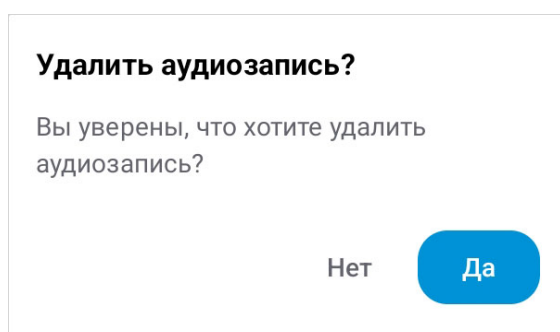 Удалить аудиозапись?
Вы уверены, что хотите удалить
аудиозапись?
Нет Да